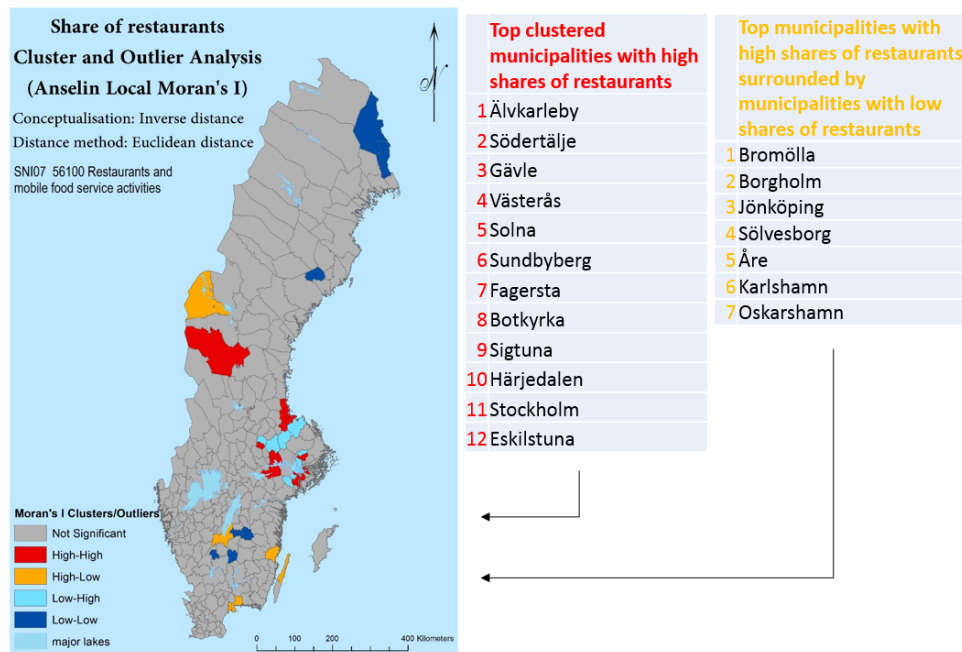 Share of restaurants
Cluster and Outlier Analysis
(Anselin Local Moran's I)
Conceptualisation: Inverse distance
Distance method: Euclidean distance
SNI07 56100 Restaurants and
mobile food service activities
N
Moran's I Clusters/Outliers
Not Significant
High-High
High-Low
Low-High
Low-Low
major lakes
0 100 200 400 Kilometers
Top clustered
municipalities with high
shares of restaurants
1 Älvkarleby
2 Södertälje
3 Gävle
4 Västerås
5 Solna
6 Sundbyberg
7 Fagersta
8 Botkyrka
9 Sigtuna
10 Härjedalen
11 Stockholm
12 Eskilstuna
Top municipalities with
high shares of restaurants
surrounded by
municipalities with low
shares of restaurants
1 Bromölla
2 Borgholm
3 Jönköping
4 Sölvesborg
5 Åre
6 Karlshamn
7 Oskarshamn